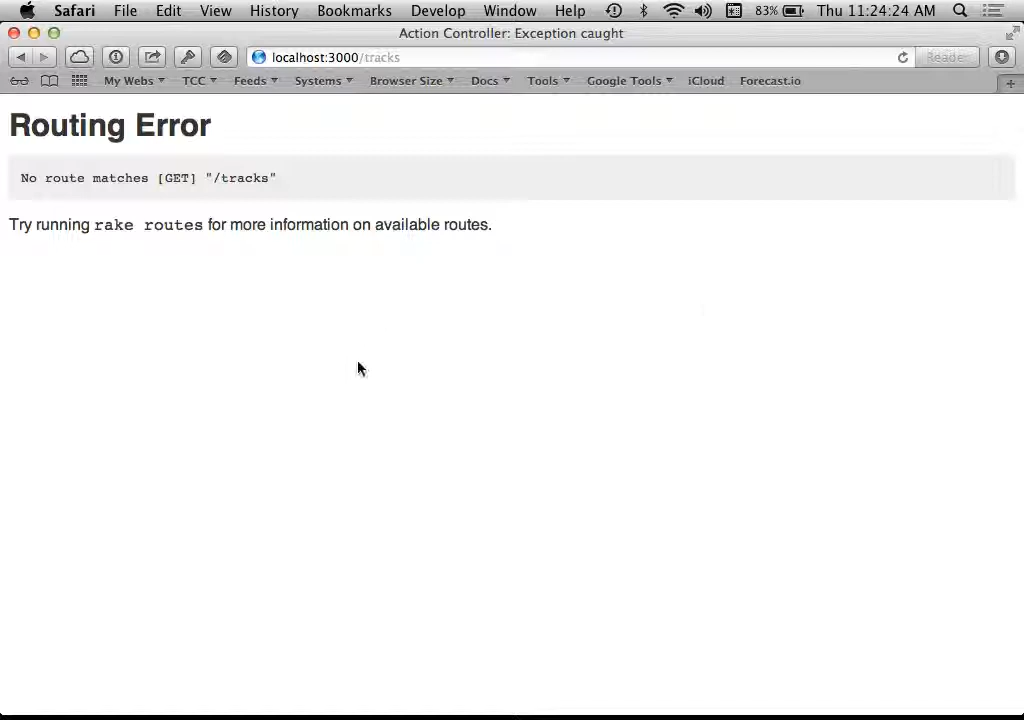 Safari File Edit View History Bookmarks Develop Window Help 83% Thu 11:24:24 AM
Action Controller: Exception caught
localhost:3000/tracks Reader
My Webs TCC Feeds Systems Browser Size Docs Tools Google Tools iCloud Forecast.io
Routing Error
No route matches [GET] "/tracks"
Try running rake routes for more information on available routes.